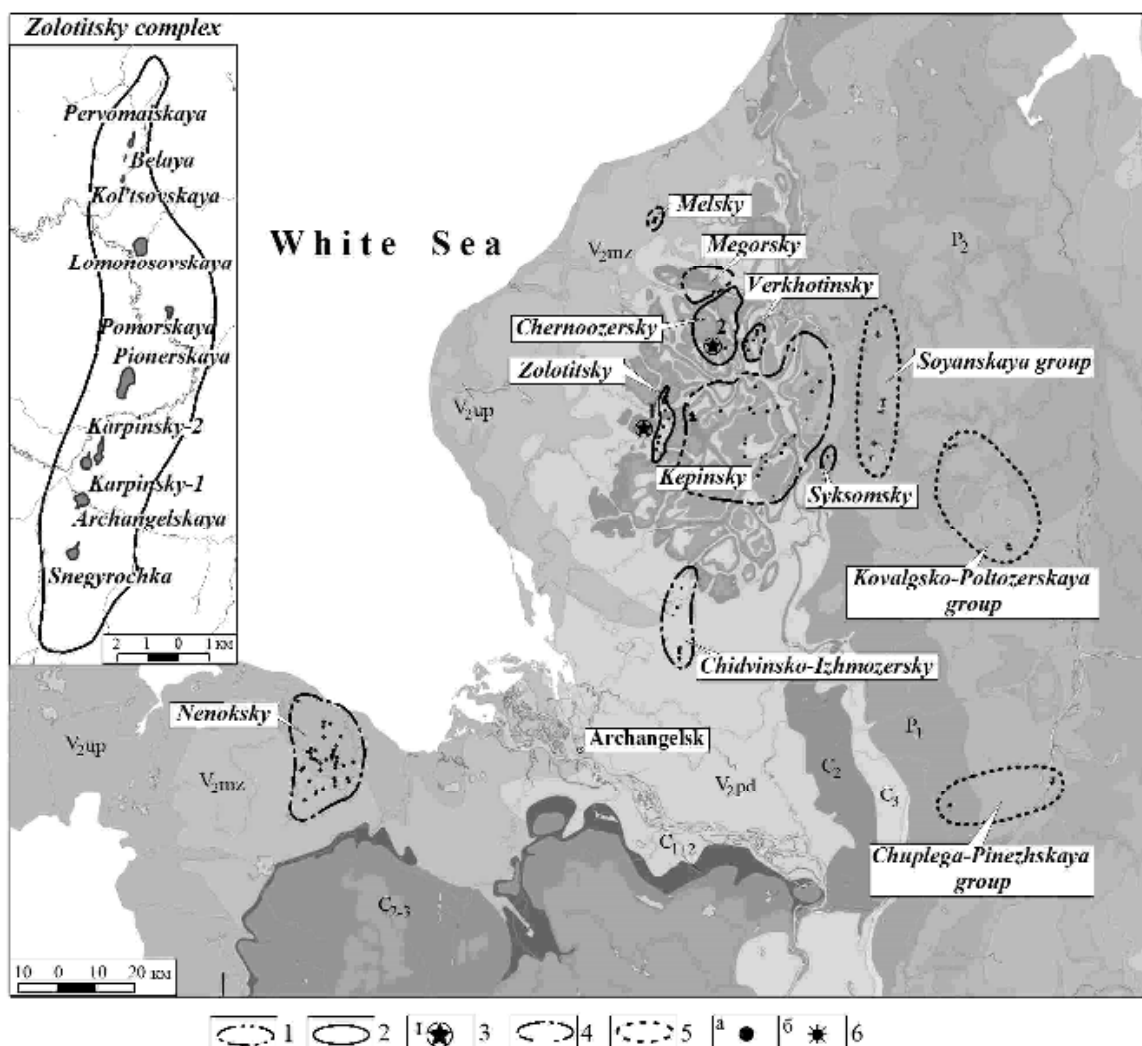 Zolotitsky complex
Pervomaiskaya
Belaya
Kol'tsovskaya
Lomonosovskaya
Pomorskaya
Pionerskaya
Karpinsky-2
Karpinsky-1
Archangelskaya
Snegyrochka
2 1 0 1 км
White Sea
Melsky
V₂mz
P₂
Megorsky
Verkhotinsky
Chernoozersky
2
Soyanskaya group
Zolotitsky
V₂up
Kepinsky
Syksomsky
Kovalgsko-Poltozerskaya
group
Chidvinsko-Izhmozersky
Nenoksky
V₂up
Archangelsk
P₁
V₂mz
V₂pd
C₂
C₃
C₁₊₂
Chuplega-Pinezhskaya
group
C₂₋₃
10 0 10 20 км
1 2 I 3 4 5 а б 6